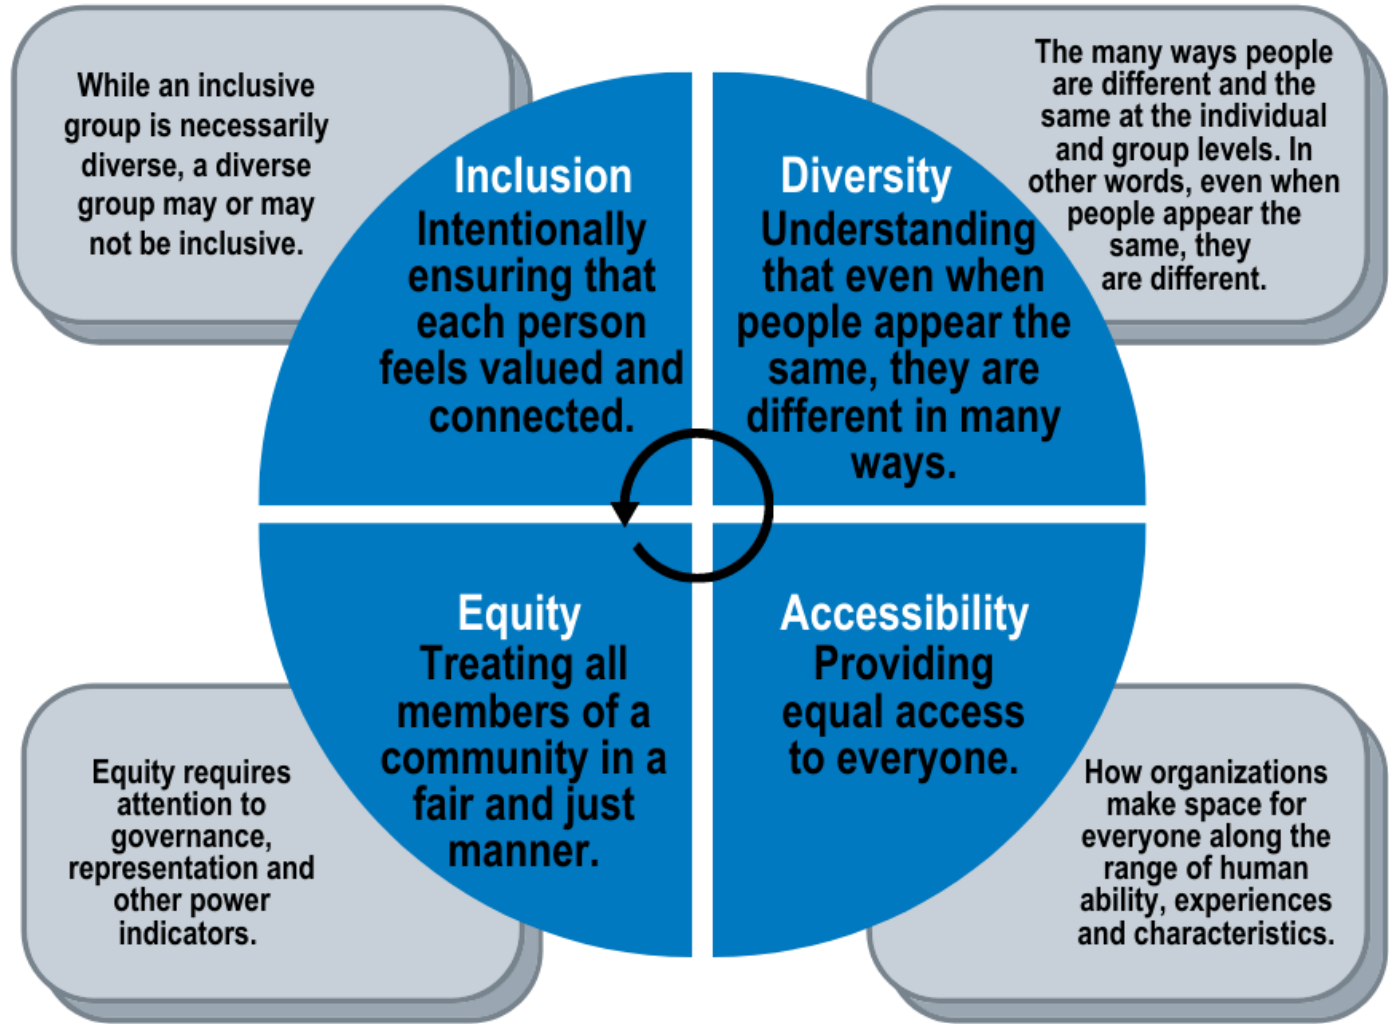 While an inclusive
group is necessarily
diverse, a diverse
group may or may
not be inclusive.
Inclusion
Intentionally
ensuring that
each person
feels valued and
connected.
Diversity
Understanding
that even when
people appear the
same, they are
different in many
ways.
The many ways people
are different and the
same at the individual
and group levels. In
other words, even when
people appear the
same, they
are different.
Equity requires
attention to
governance,
representation and
other power
indicators.
Equity
Treating all
members of a
community in a
fair and just
manner.
Accessibility
Providing
equal access
to everyone.
How organizations
make space for
everyone along the
range of human
ability, experiences
and characteristics.